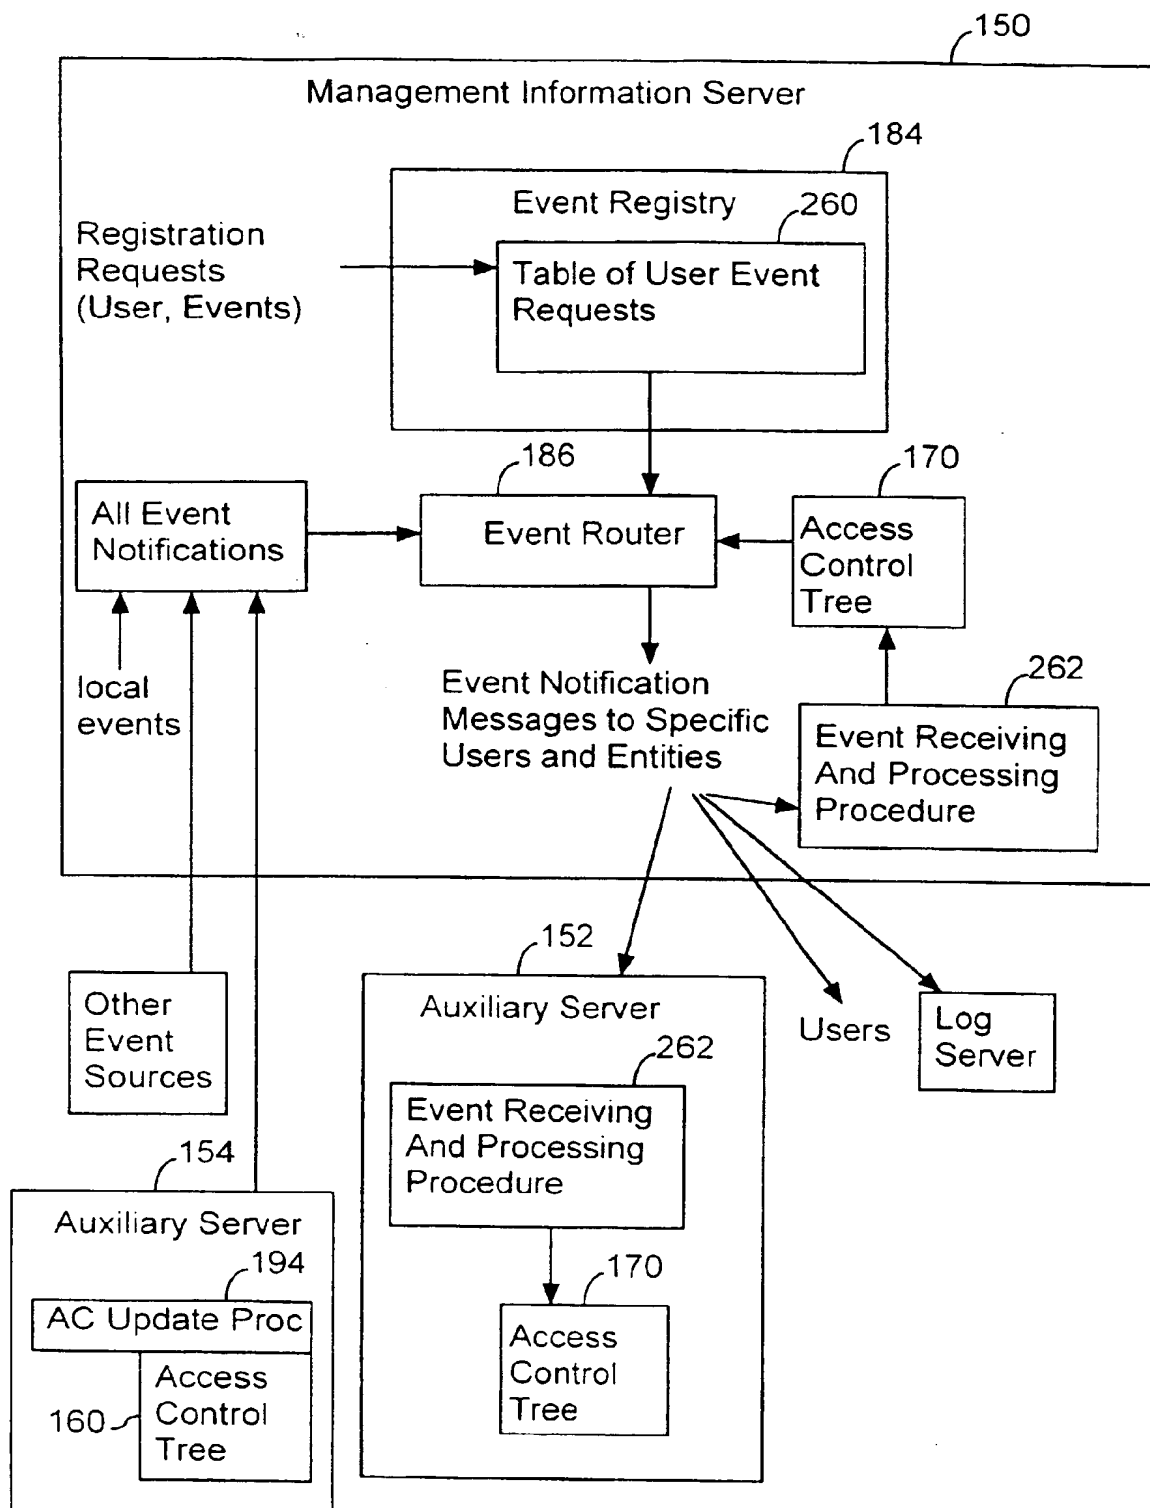 150
Management Information Server
184
Event Registry
260
Registration
Requests
(User, Events)
Table of User Event
Requests
186
170
All Event
Notifications
Event Router
Access
Control
Tree
local
events
Event Notification
Messages to Specific
Users and Entities
262
Event Receiving
And Processing
Procedure
152
Other
Event
Sources
Auxiliary Server
Users
Log
Server
262
Event Receiving
And Processing
Procedure
154
Auxiliary Server
194
AC Update Proc
170
Access
Control
Tree
160
Access
Control
Tree